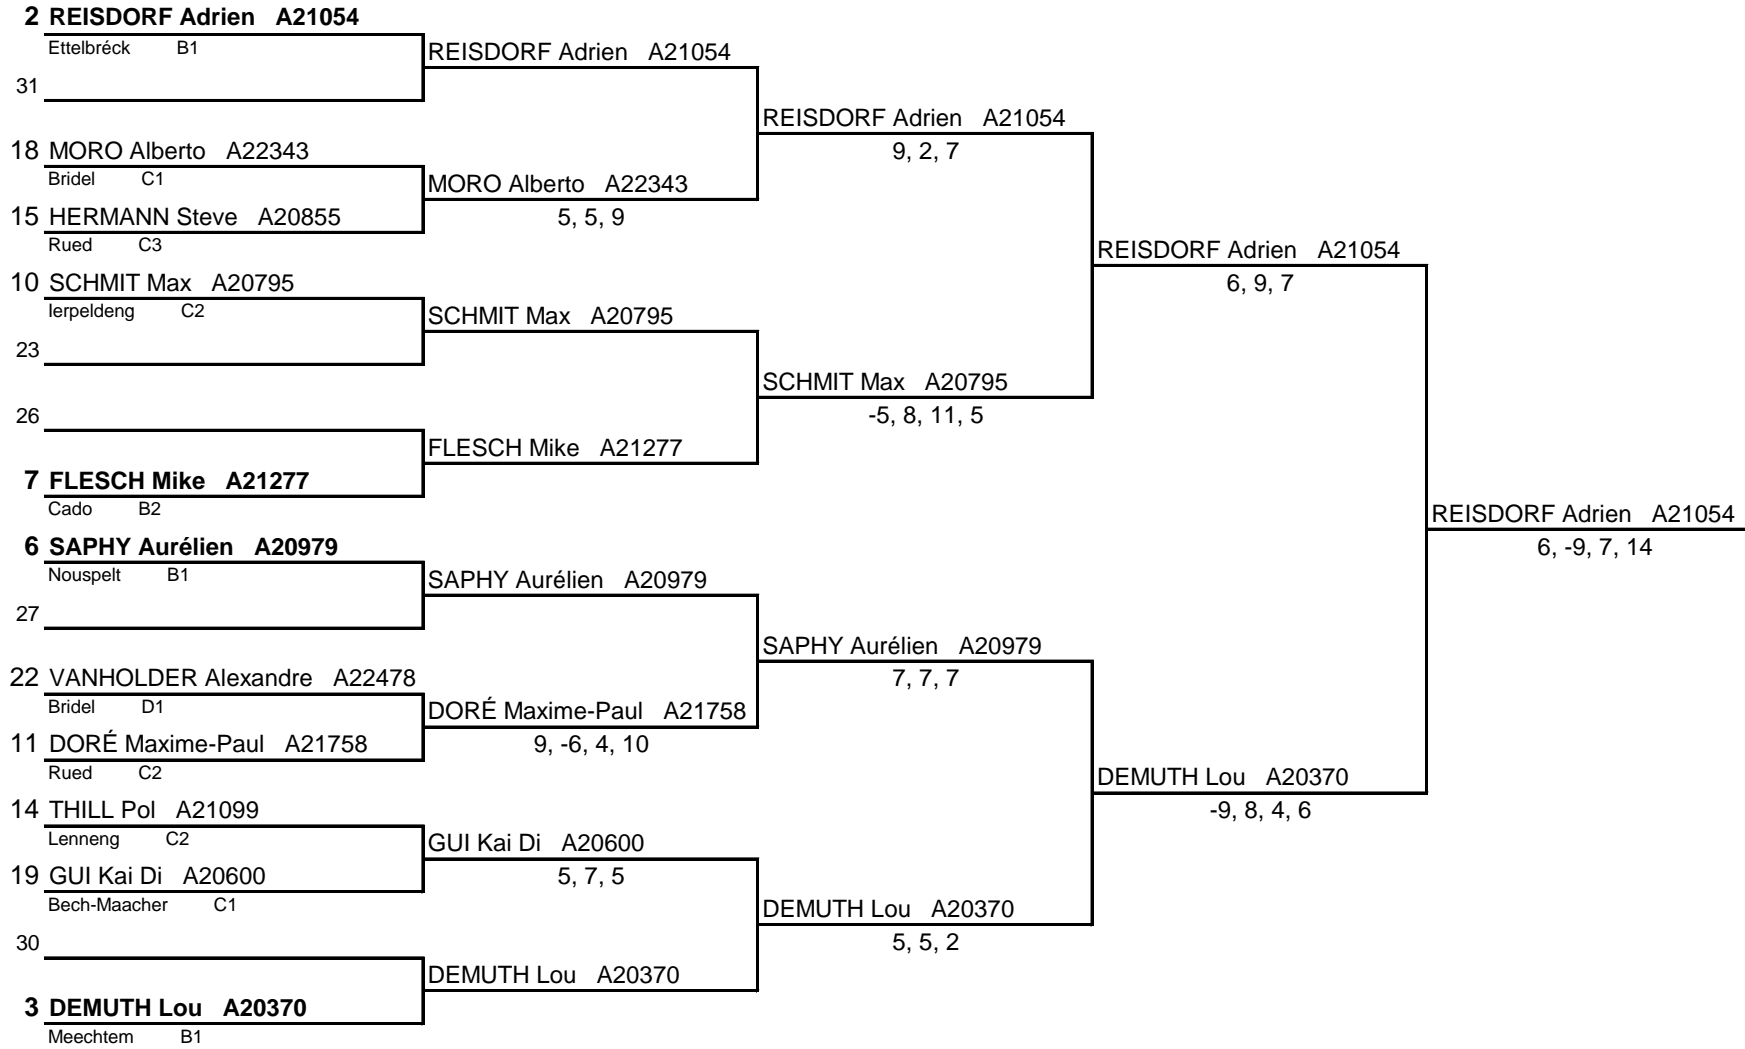 2 REISDORF Adrien A21054
Ettelbréck B1
31
18 MORO Alberto A22343
Bridel C1
15 HERMANN Steve A20855
Rued C3
10 SCHMIT Max A20795
Ierpeldeng C2
23
26
7 FLESCH Mike A21277
Cado B2
6 SAPHY Aurélien A20979
Nouspelt B1
27
22 VANHOLDER Alexandre A22478
Bridel D1
11 DORÉ Maxime-Paul A21758
Rued C2
14 THILL Pol A21099
Lenneng C2
19 GUI Kai Di A20600
Bech-Maacher C1
30
3 DEMUTH Lou A20370
Meechtem B1
REISDORF Adrien A21054
MORO Alberto A22343
5, 5, 9
SCHMIT Max A20795
FLESCH Mike A21277
SAPHY Aurélien A20979
DORÉ Maxime-Paul A21758
9, -6, 4, 10
GUI Kai Di A20600
5, 7, 5
DEMUTH Lou A20370
REISDORF Adrien A21054
9, 2, 7
SCHMIT Max A20795
-5, 8, 11, 5
SAPHY Aurélien A20979
7, 7, 7
DEMUTH Lou A20370
5, 5, 2
REISDORF Adrien A21054
6, 9, 7
DEMUTH Lou A20370
-9, 8, 4, 6
REISDORF Adrien A21054
6, -9, 7, 14